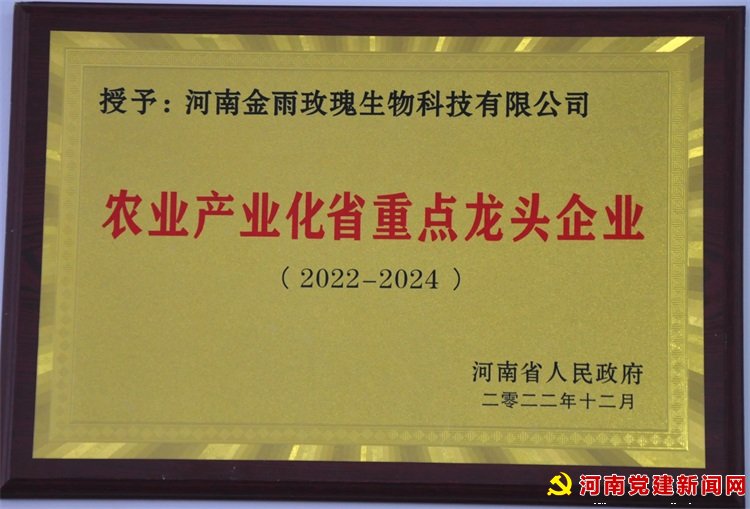 授予：河南金雨玫瑰生物科技有限公司
农业产业化省重点龙头企业
（2022－2024）
河南省人民政府
二零二二年十二月
河南党建新闻网